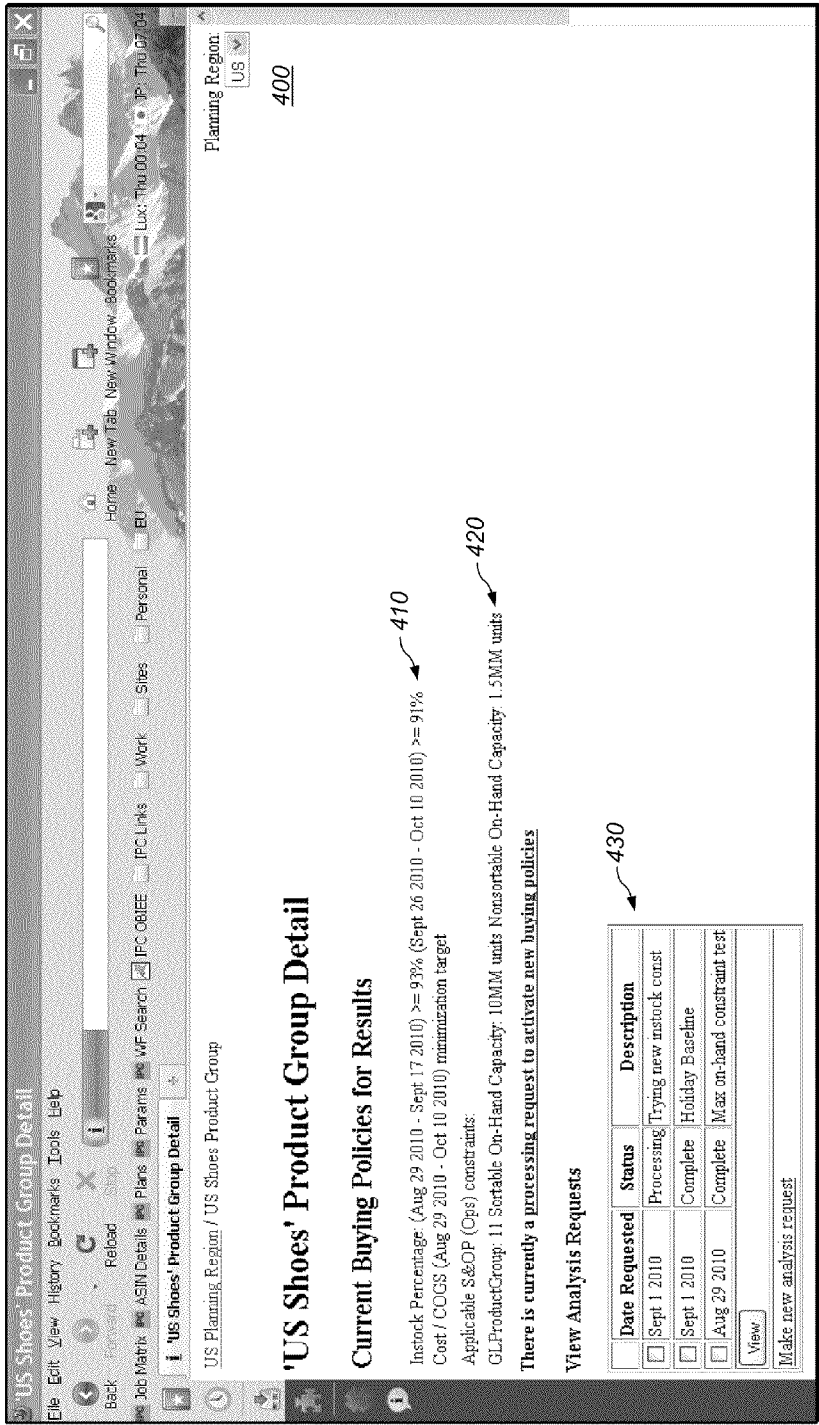 'US Shoes' Product Group Detail
File Edit View History Bookmarks Tools Help
Back Forward Reload Stop Home New Tab New Window Bookmarks
Job Matrix ASIN Details Plans Params WF Search IPC OBIEE IPC Links Work Sites Personal EU Lux: Thu 00:04 JP: Thu 07:04
'US Shoes' Product Group Detail
US Planning Region / US Shoes Product Group
Planning Region:
US
400
'US Shoes' Product Group Detail
Current Buying Policies for Results
Instock Percentage: (Aug 29 2010 - Sept 17 2010) >= 93% (Sept 26 2010 - Oct 10 2010) >= 91%
410
Cost / COGS (Aug 29 2010 - Oct 10 2010) minimization target
Applicable S&OP (Ops) constraints:
GLProductGroup: 11 Sortable On-Hand Capacity: 10MM units Nonsortable On-Hand Capacity: 1.5MM units
420
There is currently a processing request to activate new buying policies
View Analysis Requests
430
Date Requested Status Description
Sept 1 2010 Processing Trying new instock const
Sept 1 2010 Complete Holiday Baseline
Aug 29 2010 Complete Max on-hand constraint test
View
Make new analysis request